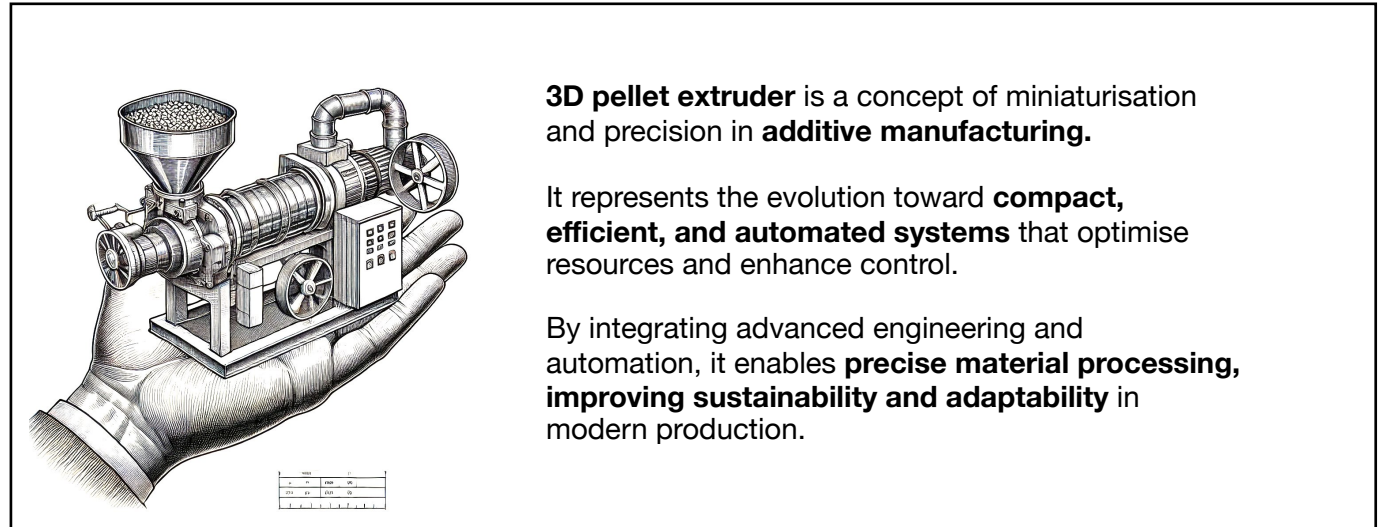 3D pellet extruder is a concept of miniaturisation
and precision in additive manufacturing.
It represents the evolution toward compact,
efficient, and automated systems that optimise
resources and enhance control.
By integrating advanced engineering and
automation, it enables precise material processing,
improving sustainability and adaptability in
modern production.